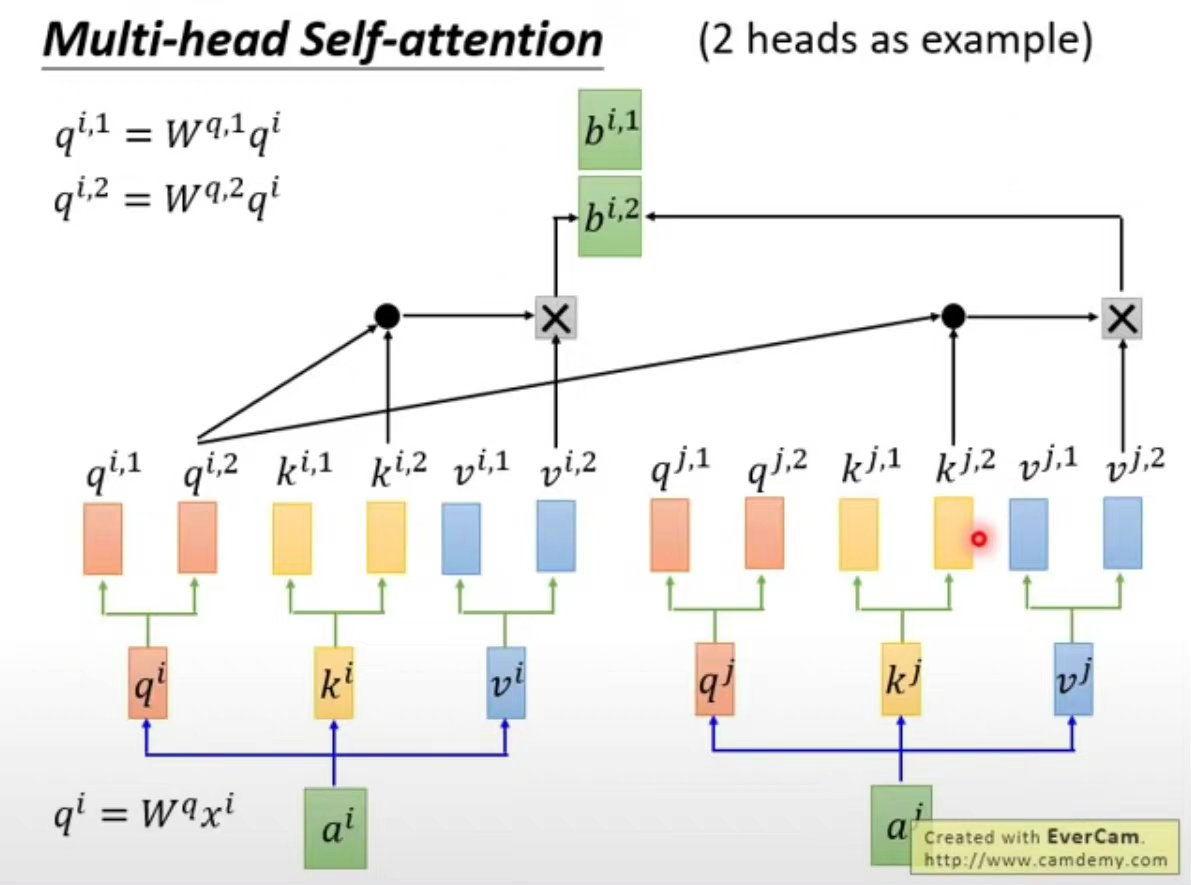 Multi-head Self-attention (2 heads as example)
q^{i,1} = W^{q,1}q^i
q^{i,2} = W^{q,2}q^i
b^{i,1}
b^{i,2}
q^{i,1} q^{i,2} k^{i,1} k^{i,2} v^{i,1} v^{i,2} q^{j,1} q^{j,2} k^{j,1} k^{j,2} v^{j,1} v^{j,2}
q^i k^i v^i q^j k^j v^j
q^i = W^q x^i
a^i a^j
Created with EverCam.
http://www.camdemy.com